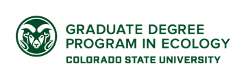 GRADUATE DEGREE
PROGRAM IN ECOLOGY
COLORADO STATE UNIVERSITY